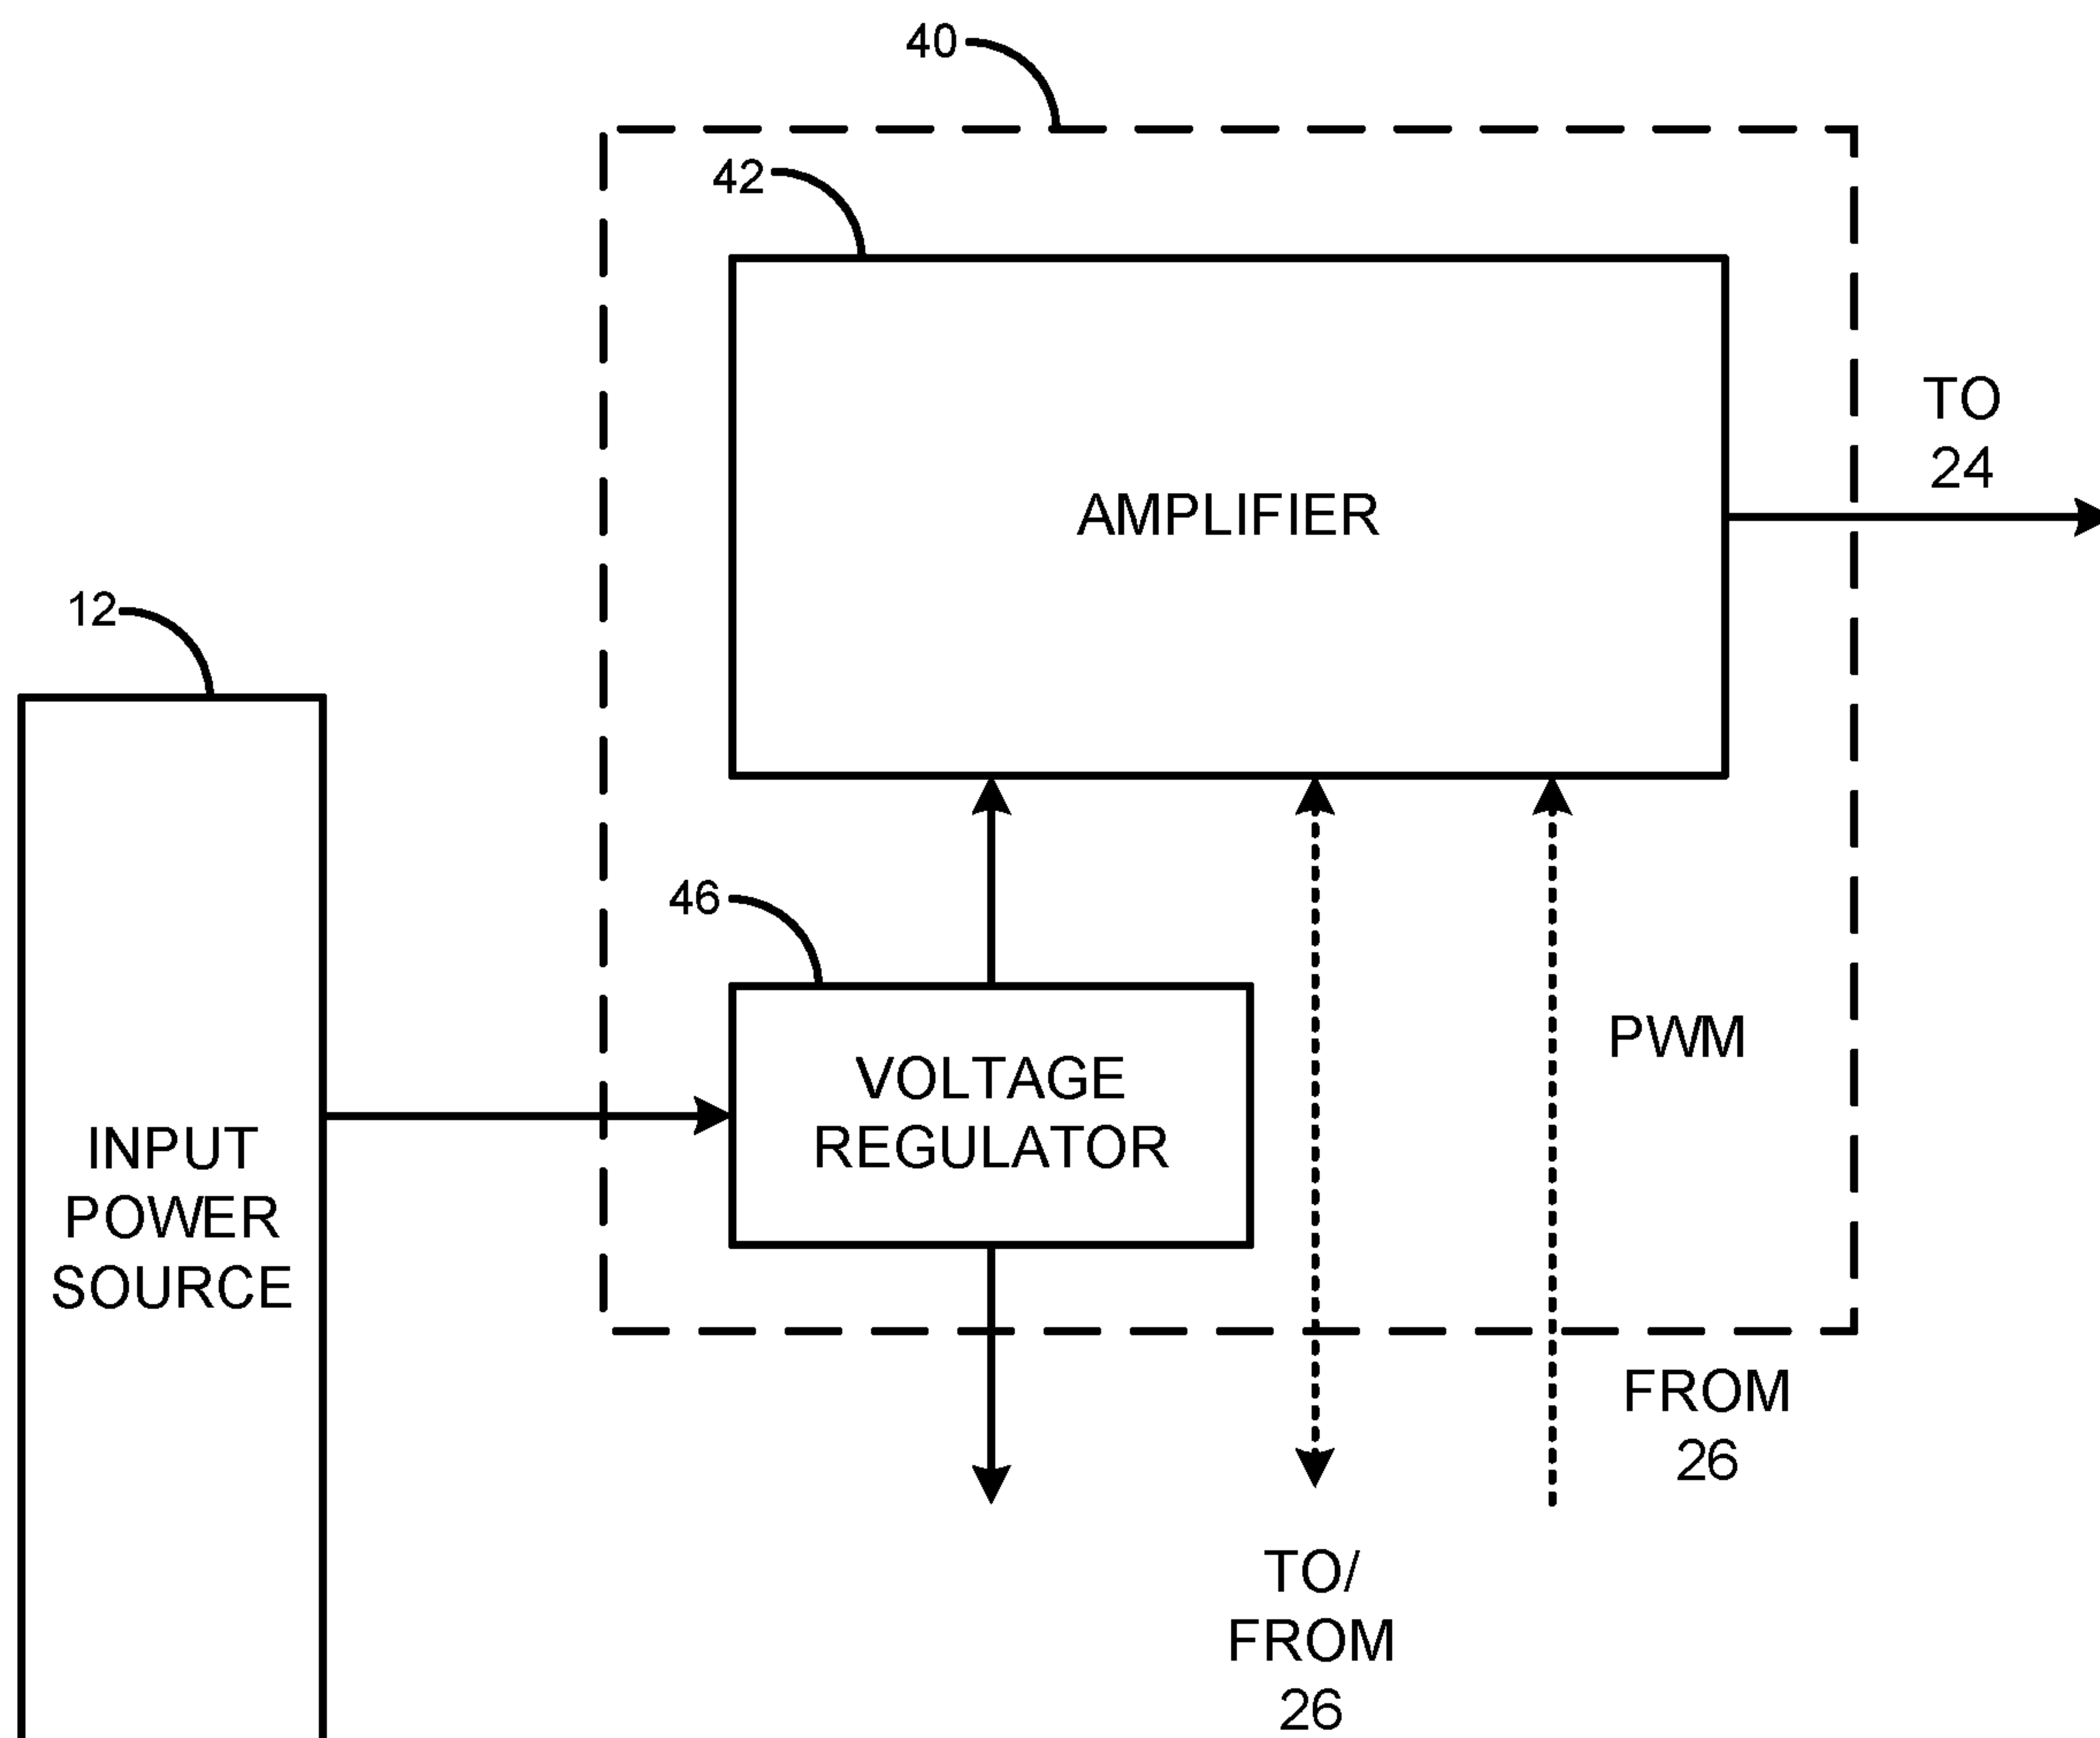 40
42
AMPLIFIER
TO
24
12
46
VOLTAGE
REGULATOR
PWM
INPUT
POWER
SOURCE
FROM
26
TO/
FROM
26